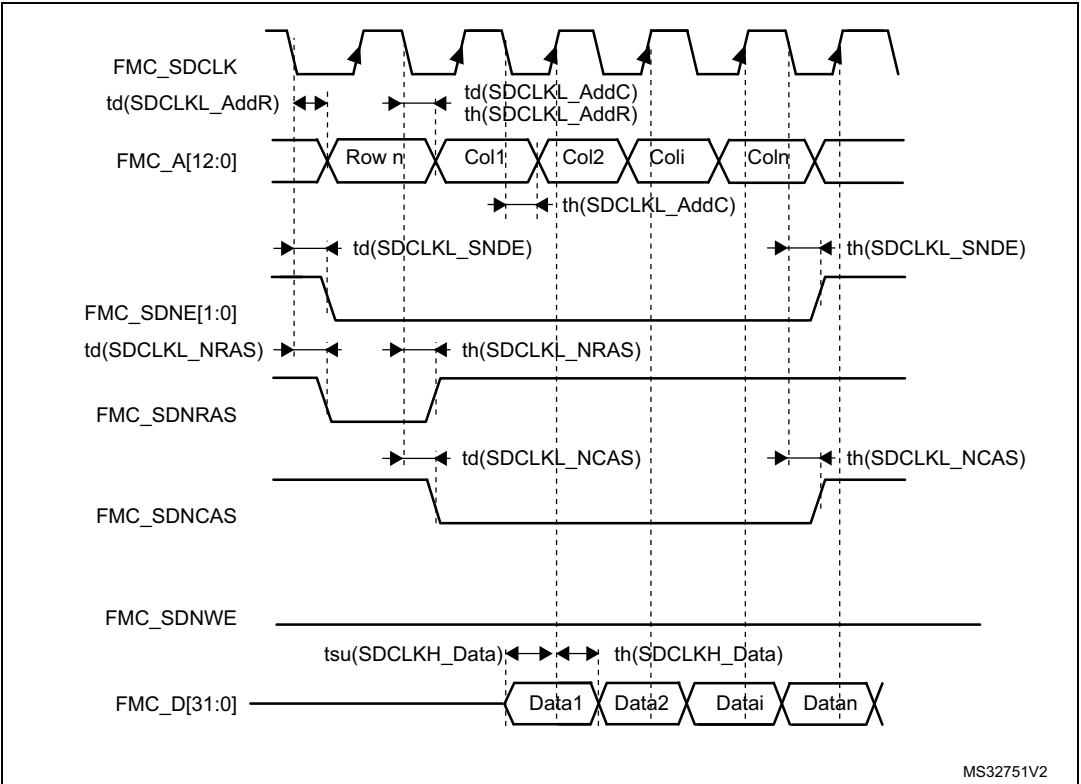 FMC_SDCLK
td(SDCLKL_AddR)
td(SDCLKL_AddC)
th(SDCLKL_AddR)
FMC_A[12:0]
Row n
Col1
Col2
Coli
Coln
th(SDCLKL_AddC)
td(SDCLKL_SNDE)
th(SDCLKL_SNDE)
FMC_SDNE[1:0]
td(SDCLKL_NRAS)
th(SDCLKL_NRAS)
FMC_SDNRAS
td(SDCLKL_NCAS)
th(SDCLKL_NCAS)
FMC_SDNCAS
FMC_SDNWE
tsu(SDCLKH_Data)
th(SDCLKH_Data)
FMC_D[31:0]
Data1
Data2
Datai
Datan
MS32751V2